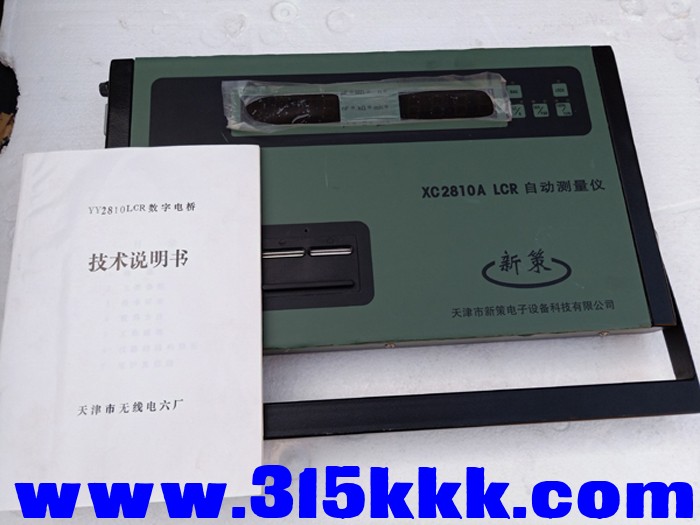 XC2810A LCR 自动测量仪
新策
天津市新策电子设备科技有限公司
YY2810LCR数字电桥
技术说明书
天津市无线电六厂
www.315kkk.com